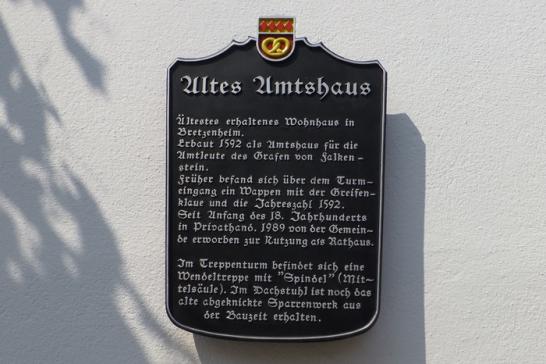 Altes Amtshaus
Ältestes erhaltenes Wohnhaus in
Bretzenheim.
Erbaut 1592 als Amtshaus für die
Amtleute des Grafen von Falken-
stein.
Früher befand sich über dem Turm-
eingang ein Wappen mit der Greifen-
klaue und die Jahreszahl 1592.
Seit Anfang des 18. Jahrhunderts
in Privathand. 1989 von der Gemein-
de erworben zur Nutzung als Rathaus.
Im Treppenturm befindet sich eine
Wendeltreppe mit "Spindel" (Mit-
telsäule). Im Dachstuhl ist noch das
alte abgeknickte Sparrenwerk aus
der Bauzeit erhalten.